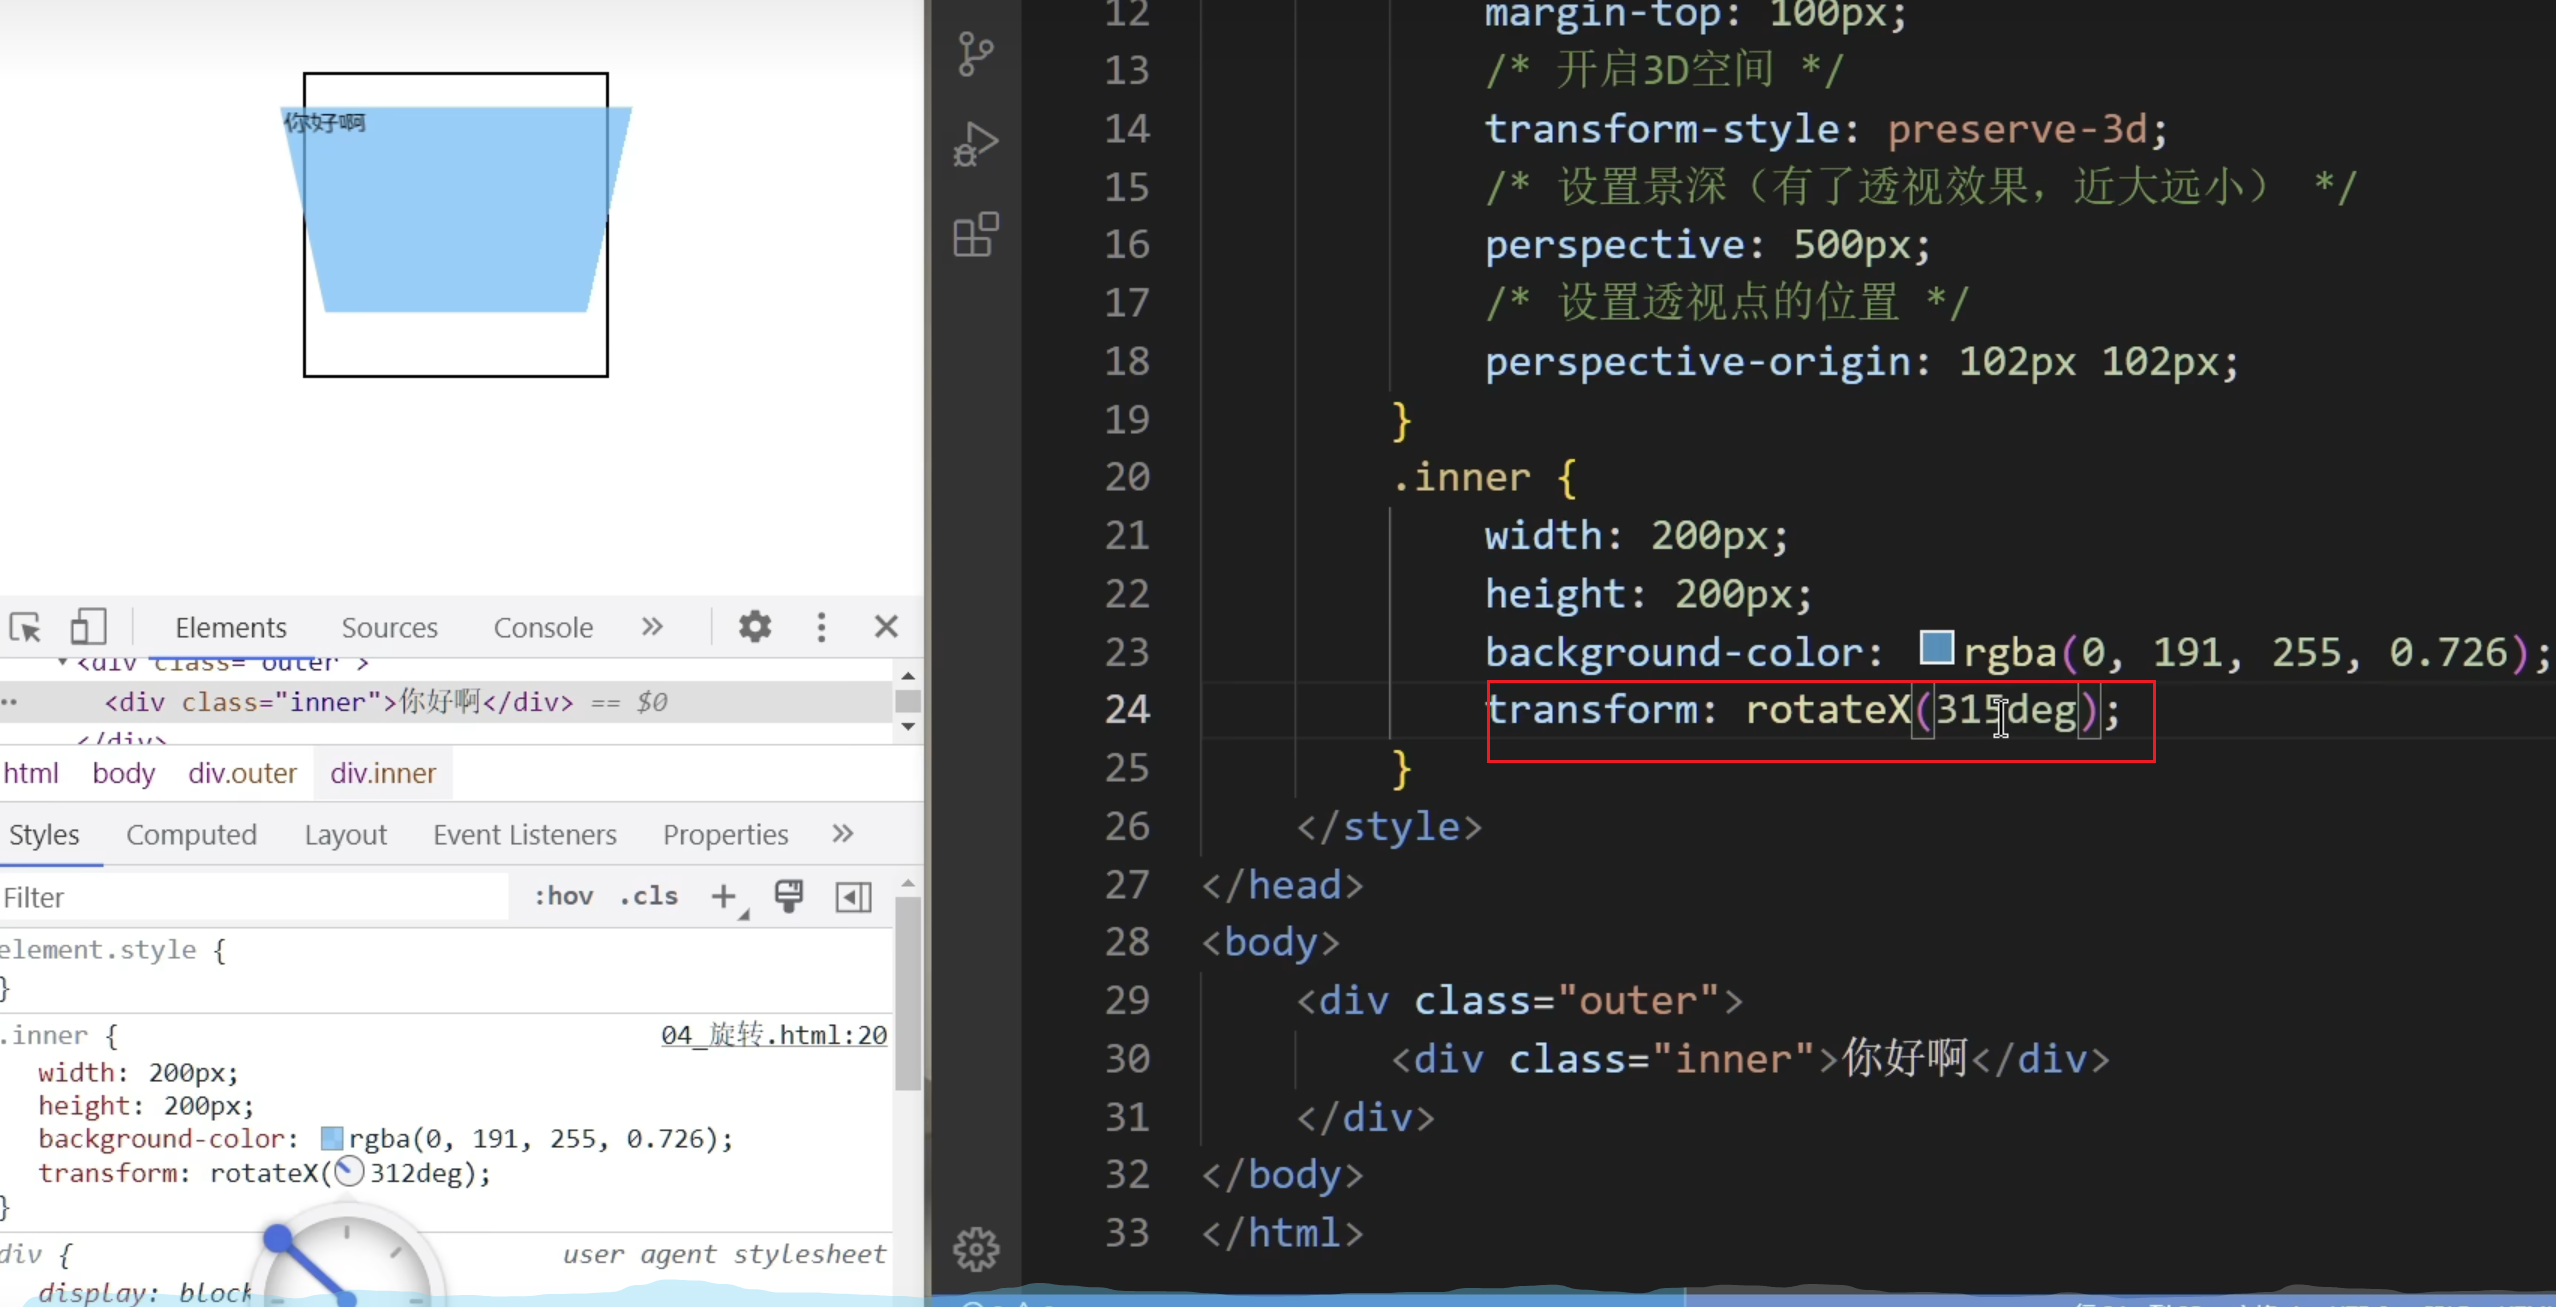 你好啊
Elements Sources Console
<div class="outer">
<div class="inner">你好啊</div> == $0
</div>
html body div.outer div.inner
Styles Computed Layout Event Listeners Properties
Filter :hov .cls
element.style {
}
.inner { 04_旋转.html:20
width: 200px;
height: 200px;
background-color: rgba(0, 191, 255, 0.726);
transform: rotateX(312deg);
}
div { user agent stylesheet
display: block
12 margin-top: 100px;
13 /* 开启3D空间 */
14 transform-style: preserve-3d;
15 /* 设置景深（有了透视效果，近大远小） */
16 perspective: 500px;
17 /* 设置透视点的位置 */
18 perspective-origin: 102px 102px;
19 }
20 .inner {
21 width: 200px;
22 height: 200px;
23 background-color: rgba(0, 191, 255, 0.726);
24 transform: rotateX(315deg);
25 }
26 </style>
27 </head>
28 <body>
29 <div class="outer">
30 <div class="inner">你好啊</div>
31 </div>
32 </body>
33 </html>